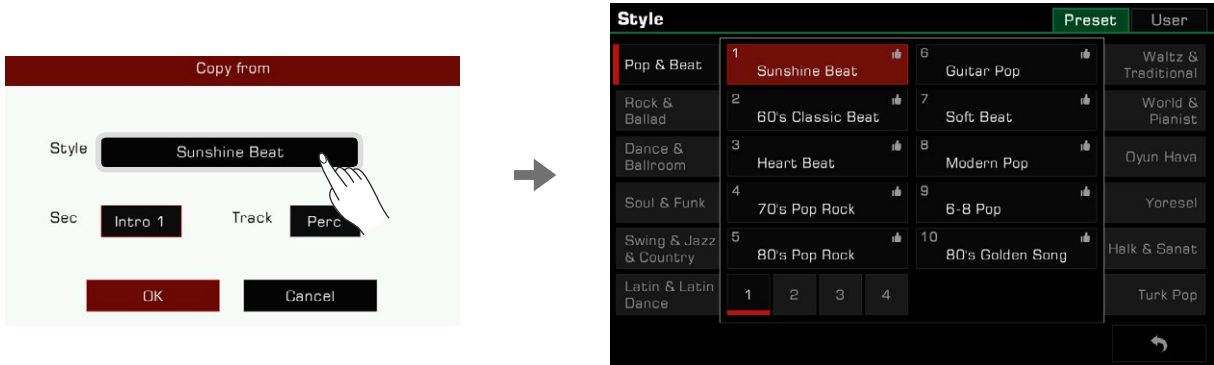 Copy from
Style
Sunshine Beat
Sec
Intro 1
Track
Perc
OK
Cancel
Style
Preset
User
Pop & Beat
Rock &
Ballad
Dance &
Ballroom
Soul & Funk
Swing & Jazz
& Country
Latin & Latin
Dance
1
Sunshine Beat
2
60's Classic Beat
3
Heart Beat
4
70's Pop Rock
5
80's Pop Rock
6
Guitar Pop
7
Soft Beat
8
Modern Pop
9
6-8 Pop
10
80's Golden Song
1 2 3 4
Waltz &
Traditional
World &
Pianist
Oyun Hava
Yoresel
Halk & Sanat
Turk Pop